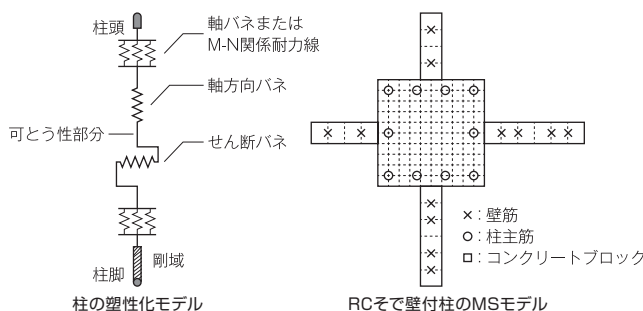 柱頭
軸バネまたは
M-N関係耐力線
軸方向バネ
可とう性部分
せん断バネ
剛域
柱脚
柱の塑性化モデル
×：壁筋
○：柱主筋
□：コンクリートブロック
RCそで壁付柱のMSモデル